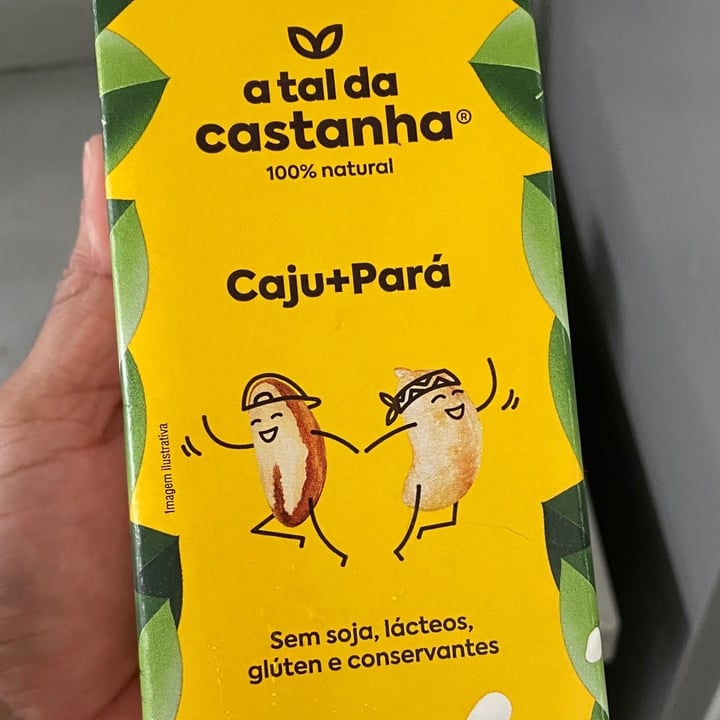 a tal da
castanha®
100% natural
Caju+Pará
Imagem ilustrativa
Sem soja, lácteos,
glúten e conservantes